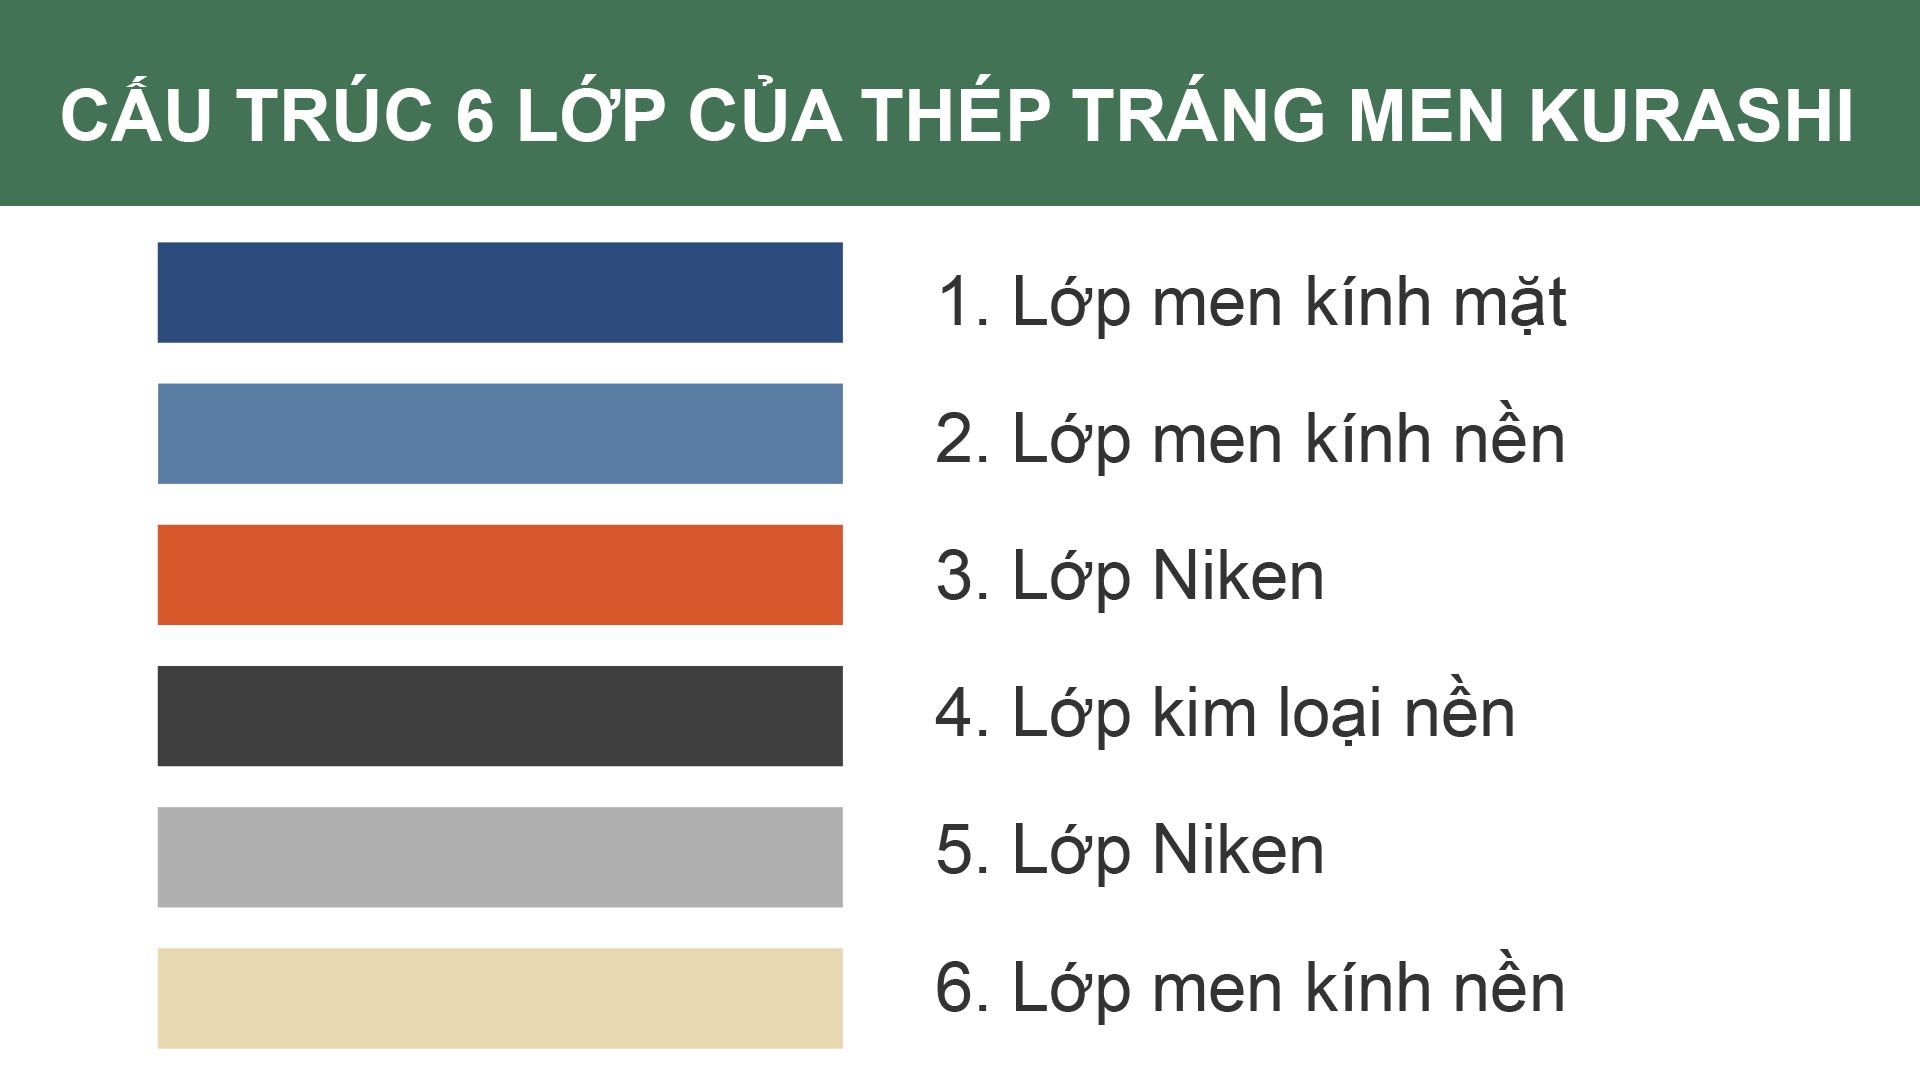 CẤU TRÚC 6 LỚP CỦA THÉP TRÁNG MEN KURASHI
1. Lớp men kính mặt
2. Lớp men kính nền
3. Lớp Niken
4. Lớp kim loại nền
5. Lớp Niken
6. Lớp men kính nền